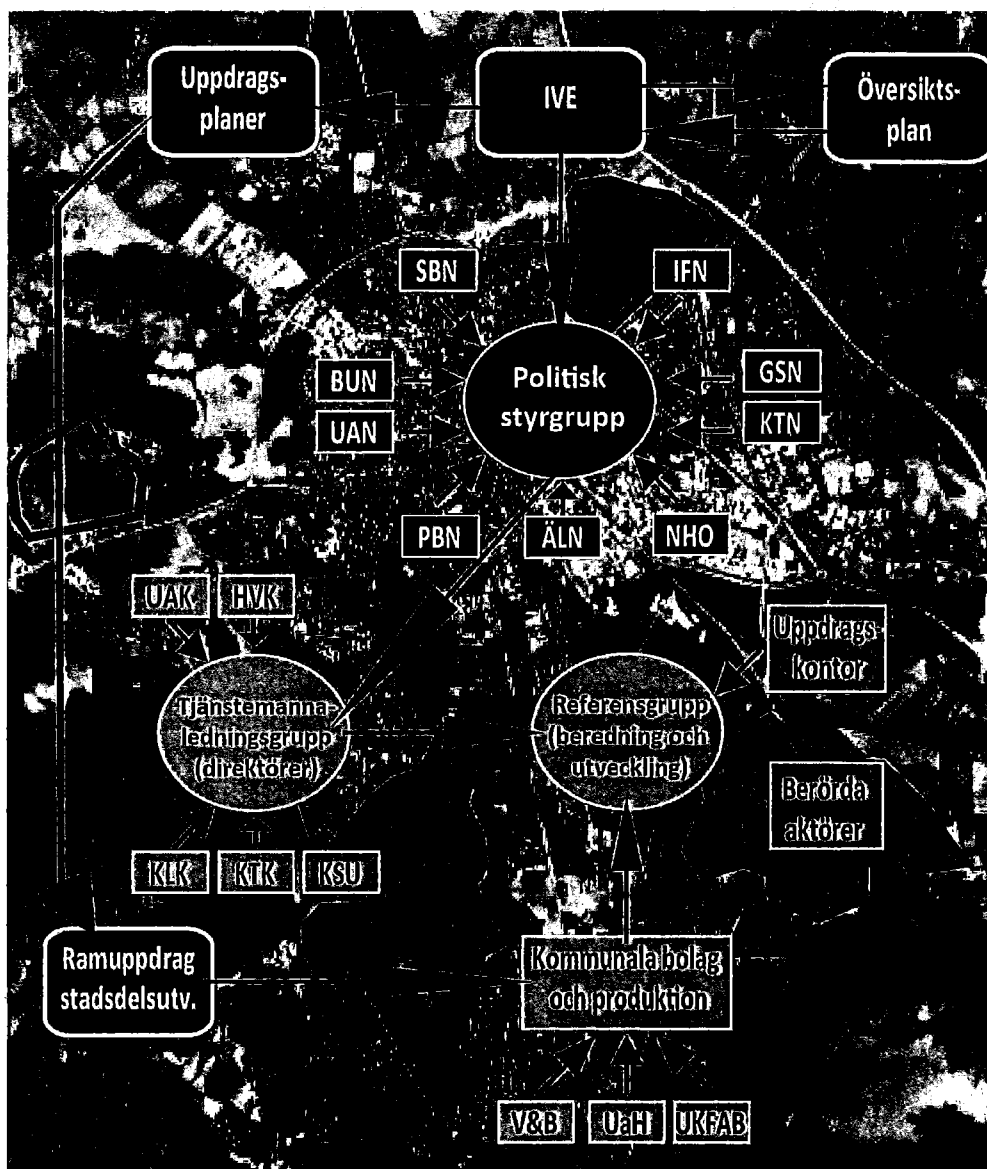 Uppdrags-
planer
IVE
Översikts-
plan
SBN
IFN
BUN
Politisk
styrgrupp
GSN
UAN
KTN
PBN
ÄLN
NHO
UAK
HVK
Uppdrags-
kontor
Tjänstemanna-
ledningsgrupp
(direktörer)
Referensgrupp
(beredning och
utveckling)
Berörda
aktörer
KLK
KTK
KSU
Ramuppdrag
stadsdelsutv.
Kommunala bolag
och produktion
V&B
UaH
UKFAB